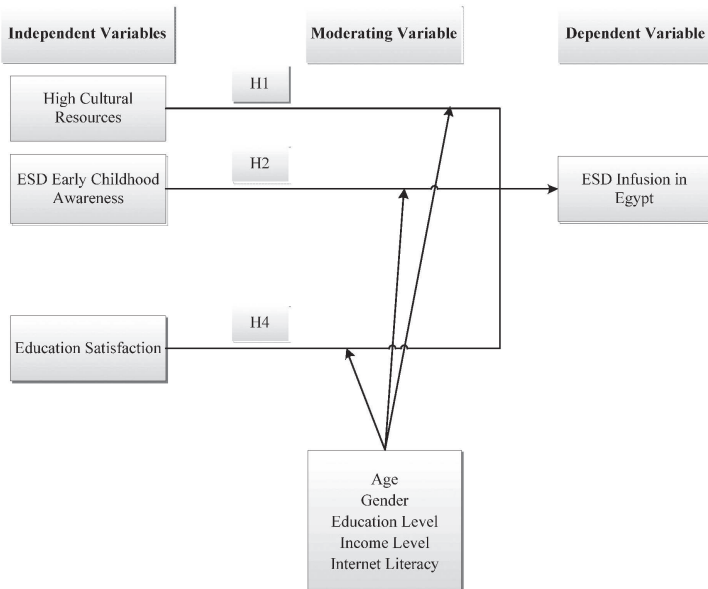 Independent Variables
Moderating Variable
Dependent Variable
High Cultural
Resources
H1
ESD Early Childhood
Awareness
H2
ESD Infusion in
Egypt
Education Satisfaction
H4
Age
Gender
Education Level
Income Level
Internet Literacy